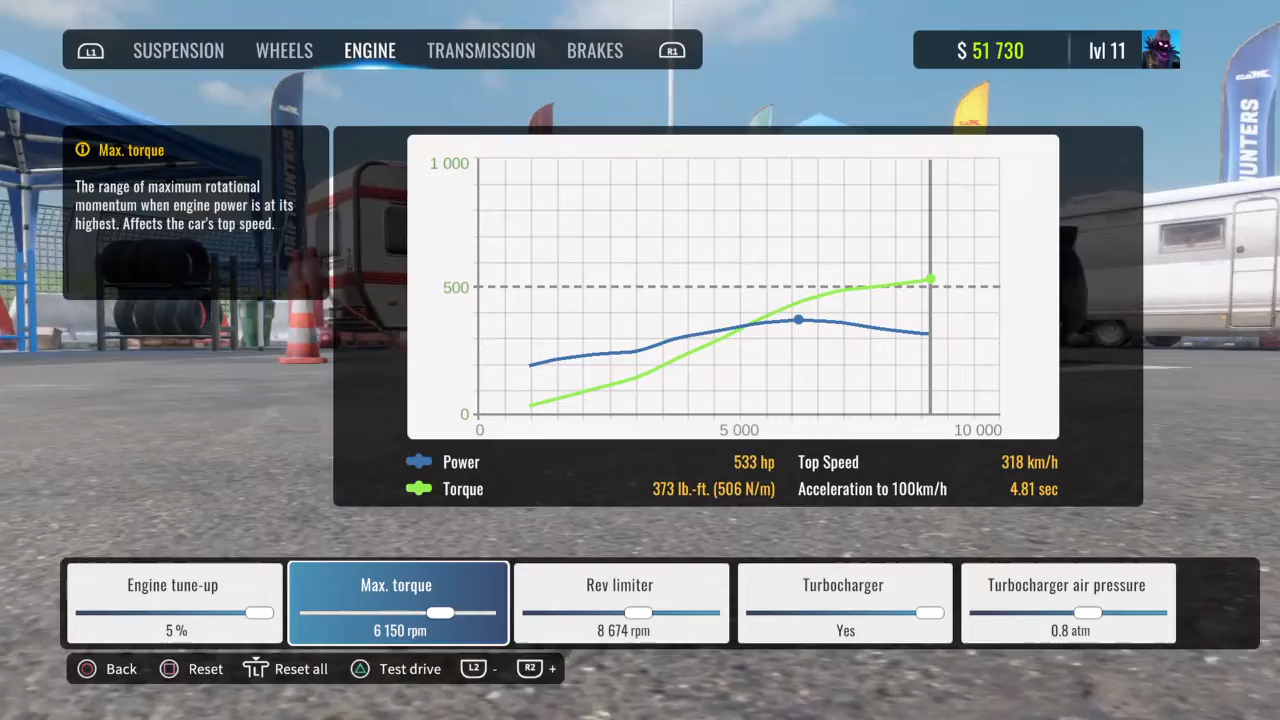 L1 SUSPENSION WHEELS ENGINE TRANSMISSION BRAKES R1
$ 51 730 lvl 11
Max. torque
The range of maximum rotational
momentum when engine power is at its
highest. Affects the car's top speed.
1 000
500
0
0 5 000 10 000
Power 533 hp Top Speed 318 km/h
Torque 373 lb.-ft. (506 N/m) Acceleration to 100km/h 4.81 sec
Engine tune-up Max. torque Rev limiter Turbocharger Turbocharger air pressure
5 % 6 150 rpm 8 674 rpm Yes 0.8 atm
Back Reset Reset all Test drive L2 - R2 +
UNTERS